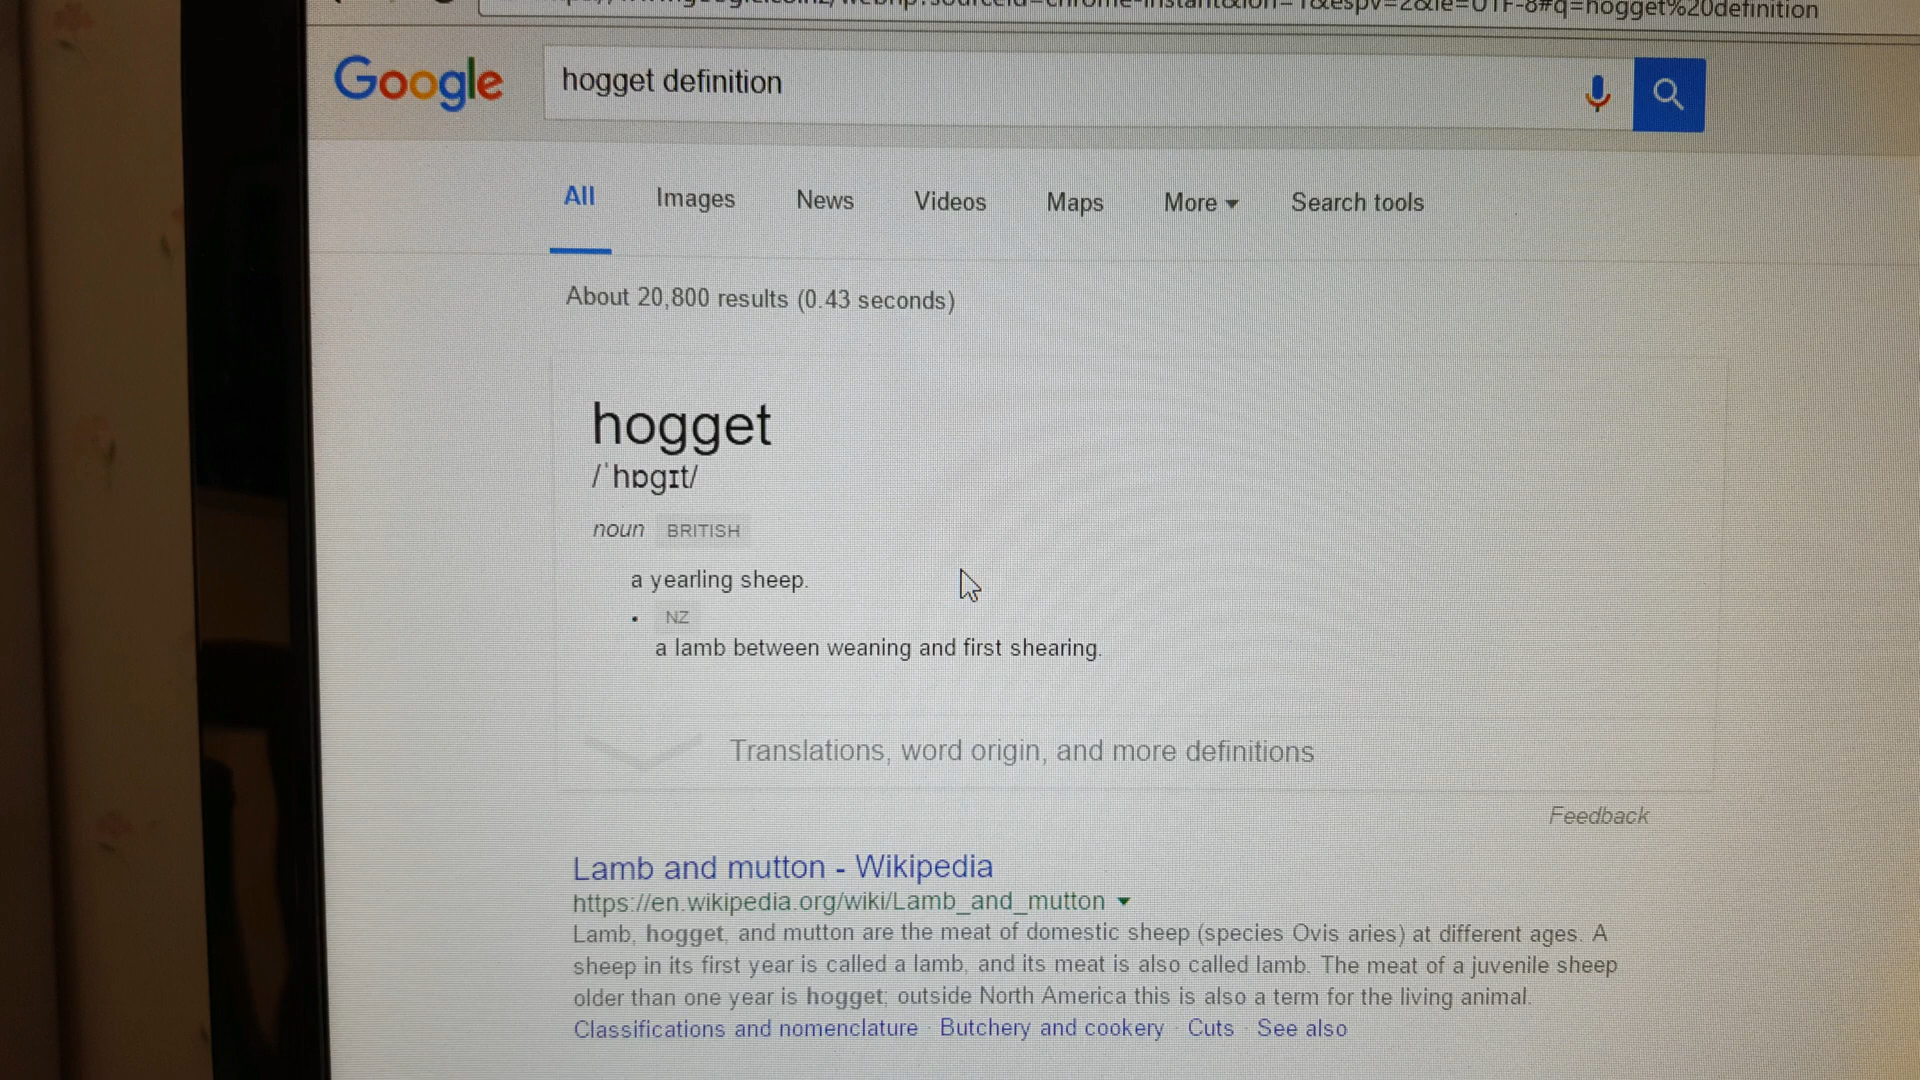 Google
hogget definition
All Images News Videos Maps More Search tools
About 20,800 results (0.43 seconds)
hogget
/ˈhɒɡɪt/
noun BRITISH
a yearling sheep.
• NZ
a lamb between weaning and first shearing.
Translations, word origin, and more definitions
Feedback
Lamb and mutton - Wikipedia
https://en.wikipedia.org/wiki/Lamb_and_mutton
Lamb, hogget, and mutton are the meat of domestic sheep (species Ovis aries) at different ages. A
sheep in its first year is called a lamb, and its meat is also called lamb. The meat of a juvenile sheep
older than one year is hogget; outside North America this is also a term for the living animal.
Classifications and nomenclature · Butchery and cookery · Cuts · See also